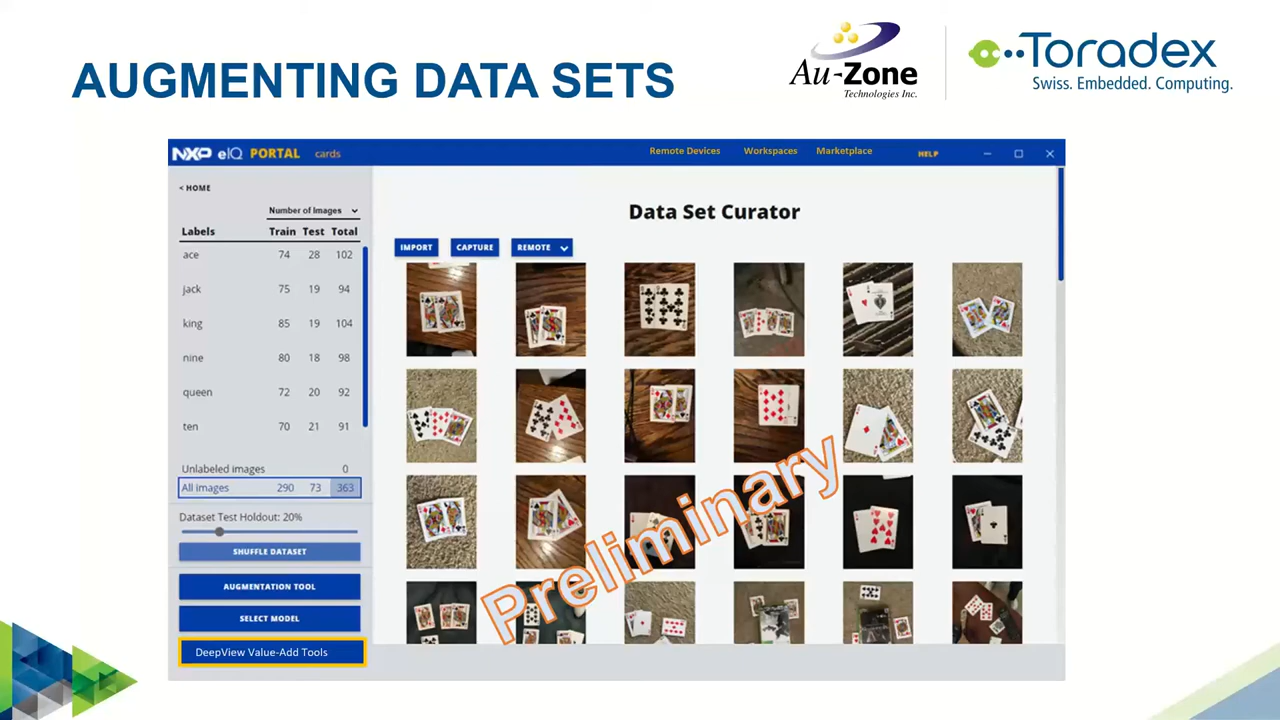 AUGMENTING DATA SETS
Au-Zone
Technologies Inc.
Toradex
Swiss. Embedded. Computing.
NXP eIQ PORTAL cards
Remote Devices Workspaces Marketplace HELP
< HOME
Number of Images
Labels Train Test Total
ace 74 28 102
jack 75 19 94
king 85 19 104
nine 80 18 98
queen 72 20 92
ten 70 21 91
Unlabeled images 0
All images 290 73 363
Dataset Test Holdout: 20%
SHUFFLE DATASET
AUGMENTATION TOOL
SELECT MODEL
DeepView Value-Add Tools
Data Set Curator
IMPORT CAPTURE REMOTE
Preliminary